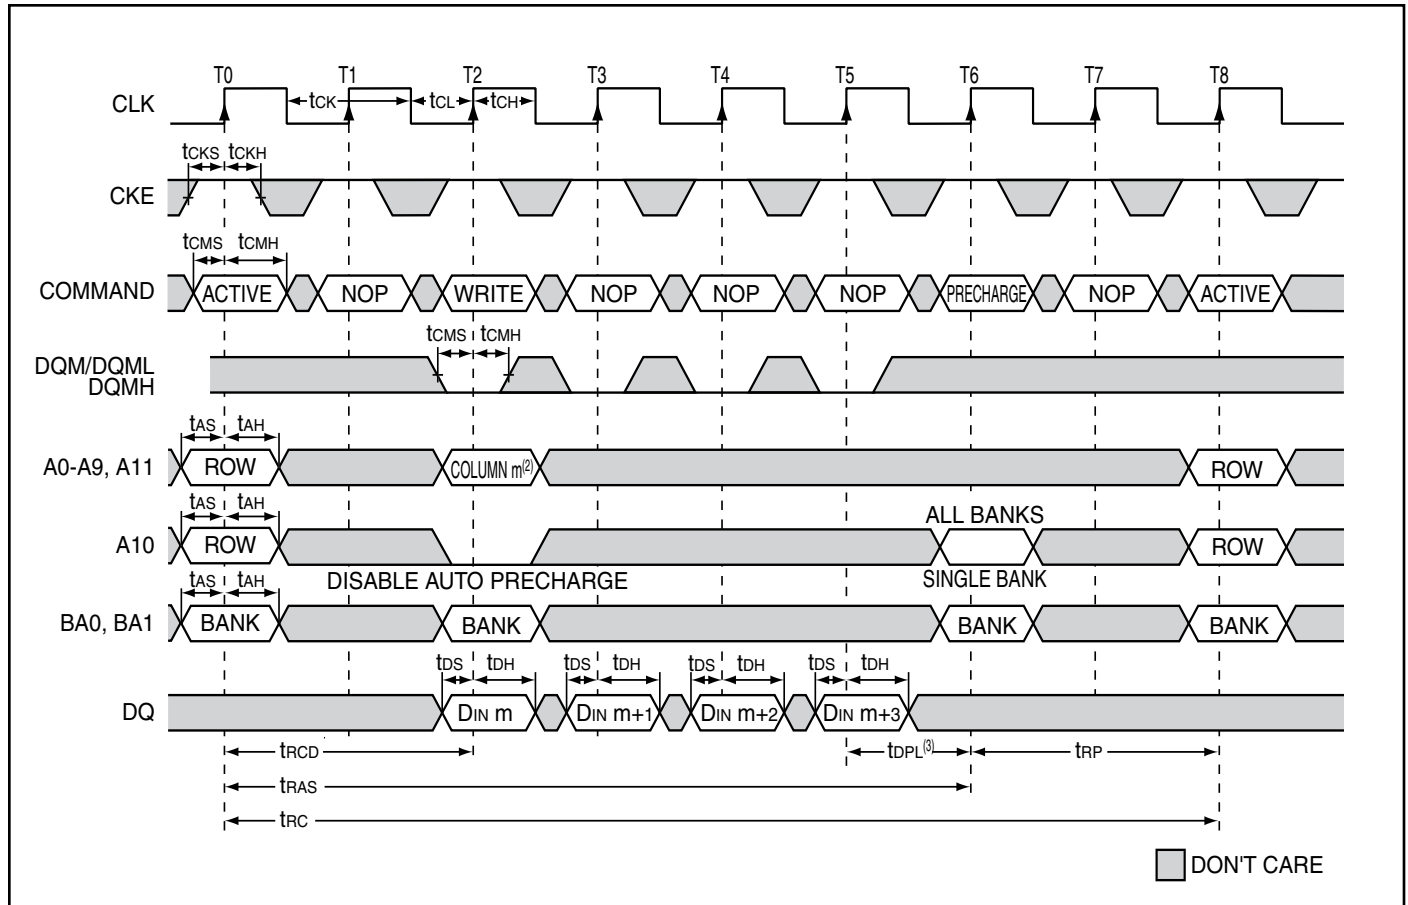 T0 T1 T2 T3 T4 T5 T6 T7 T8
CLK tCK tCL tCH
tCKS tCKH
CKE
tCMS tCMH
COMMAND ACTIVE NOP WRITE NOP NOP NOP PRECHARGE NOP ACTIVE
tCMS tCMH
DQM/DQML
DQMH
tAS tAH
A0-A9, A11 ROW COLUMN m(2) ROW
tAS tAH ALL BANKS
A10 ROW ROW
DISABLE AUTO PRECHARGE SINGLE BANK
tAS tAH
BA0, BA1 BANK BANK BANK BANK
tDS tDH tDS tDH tDS tDH tDS tDH
DQ DIN m DIN m+1 DIN m+2 DIN m+3
tRCD tDPL(3) tRP
tRAS
tRC
DON'T CARE